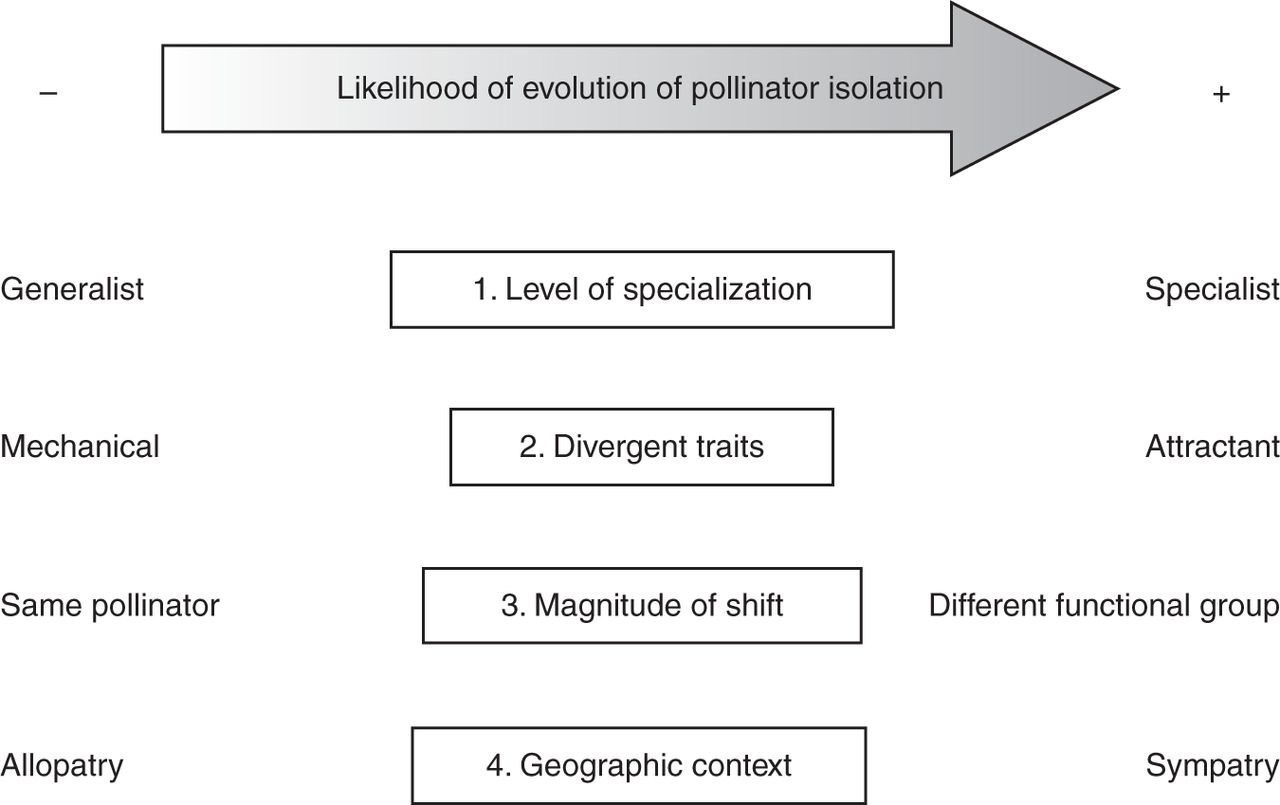 – Likelihood of evolution of pollinator isolation +
Generalist 1. Level of specialization Specialist
Mechanical 2. Divergent traits Attractant
Same pollinator 3. Magnitude of shift Different functional group
Allopatry 4. Geographic context Sympatry